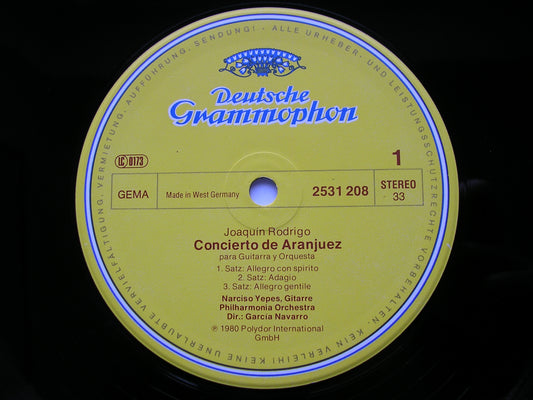 Deutsche
Grammophon
LC 0173
1
GEMA
Made in West Germany
2531 208
STEREO
33
Joaquín Rodrigo
Concierto de Aranjuez
para Guitarra y Orquesta
1. Satz: Allegro con spirito
2. Satz: Adagio
3. Satz: Allegro gentile
Narciso Yepes, Gitarre
Philharmonia Orchestra
Dir.: García Navarro
℗ 1980 Polydor International
GmbH
ALLE URHEBER- UND LEISTUNGSSCHUTZRECHTE VORBEHALTEN · KEIN VERLEIH! KEINE UNERLAUBTE VERVIELFÄLTIGUNG, VERMIETUNG, AUFFÜHRUNG, SENDUNG! -